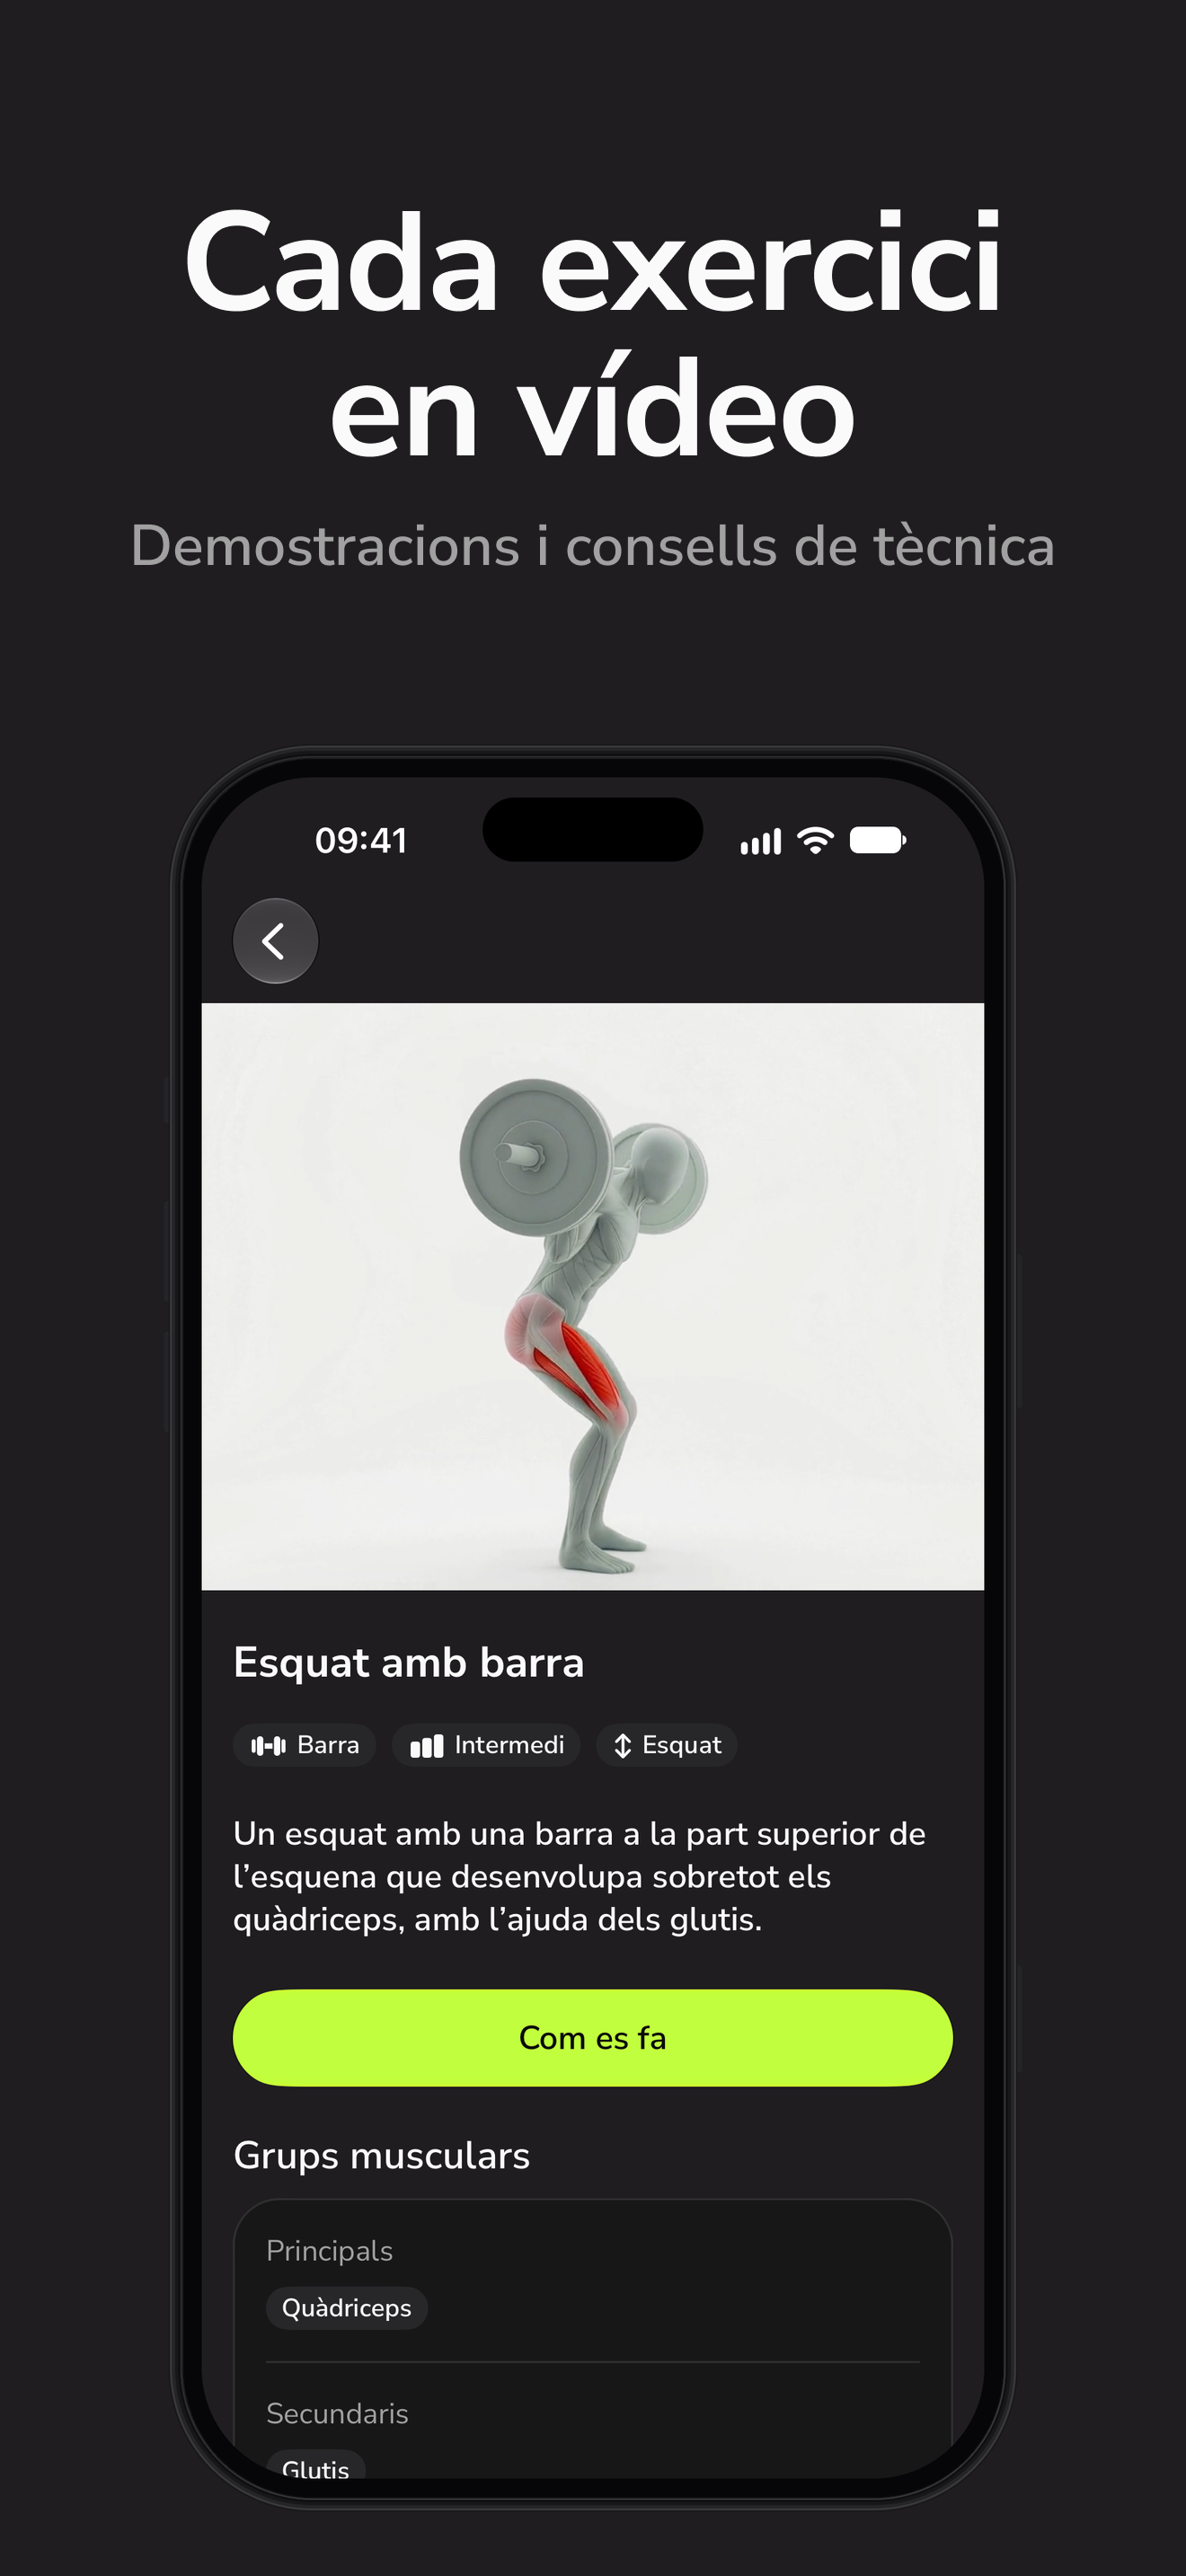 Cada exercici
en vídeo
Demostracions i consells de tècnica
09:41
Esquat amb barra
Barra
Intermedi
Esquat
Un esquat amb una barra a la part superior de
l’esquena que desenvolupa sobretot els
quàdriceps, amb l’ajuda dels glutis.
Com es fa
Grups musculars
Principals
Quàdriceps
Secundaris
Glutis